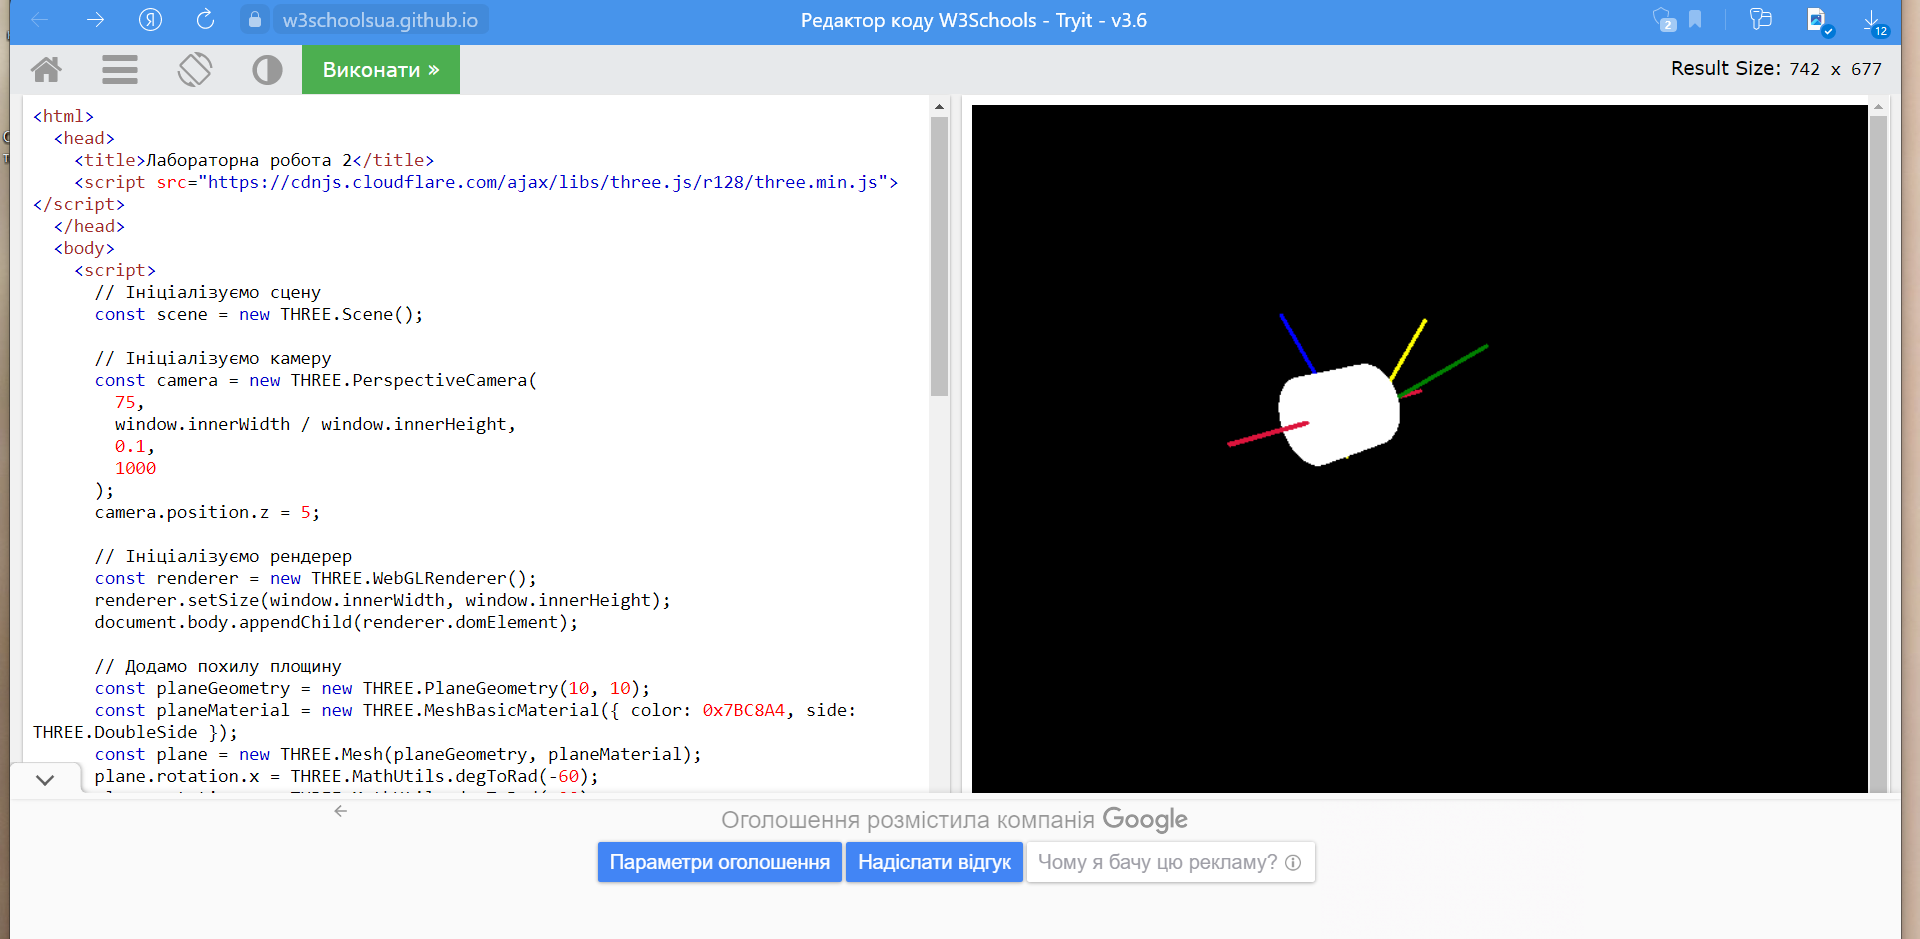 w3schoolsua.github.io
Редактор коду W3Schools - Tryit - v3.6
2
12
Виконати »
Result Size: 742 x 677
<html>
<head>
<title>Лабораторна робота 2</title>
<script src="https://cdnjs.cloudflare.com/ajax/libs/three.js/r128/three.min.js">
</script>
</head>
<body>
<script>
// Ініціалізуємо сцену
const scene = new THREE.Scene();
// Ініціалізуємо камеру
const camera = new THREE.PerspectiveCamera(
75,
window.innerWidth / window.innerHeight,
0.1,
1000
);
camera.position.z = 5;
// Ініціалізуємо рендерер
const renderer = new THREE.WebGLRenderer();
renderer.setSize(window.innerWidth, window.innerHeight);
document.body.appendChild(renderer.domElement);
// Додамо похилу площину
const planeGeometry = new THREE.PlaneGeometry(10, 10);
const planeMaterial = new THREE.MeshBasicMaterial({ color: 0x7BC8A4, side:
THREE.DoubleSide });
const plane = new THREE.Mesh(planeGeometry, planeMaterial);
plane.rotation.x = THREE.MathUtils.degToRad(-60);
Оголошення розмістила компанія Google
Параметри оголошення
Надіслати відгук
Чому я бачу цю рекламу?